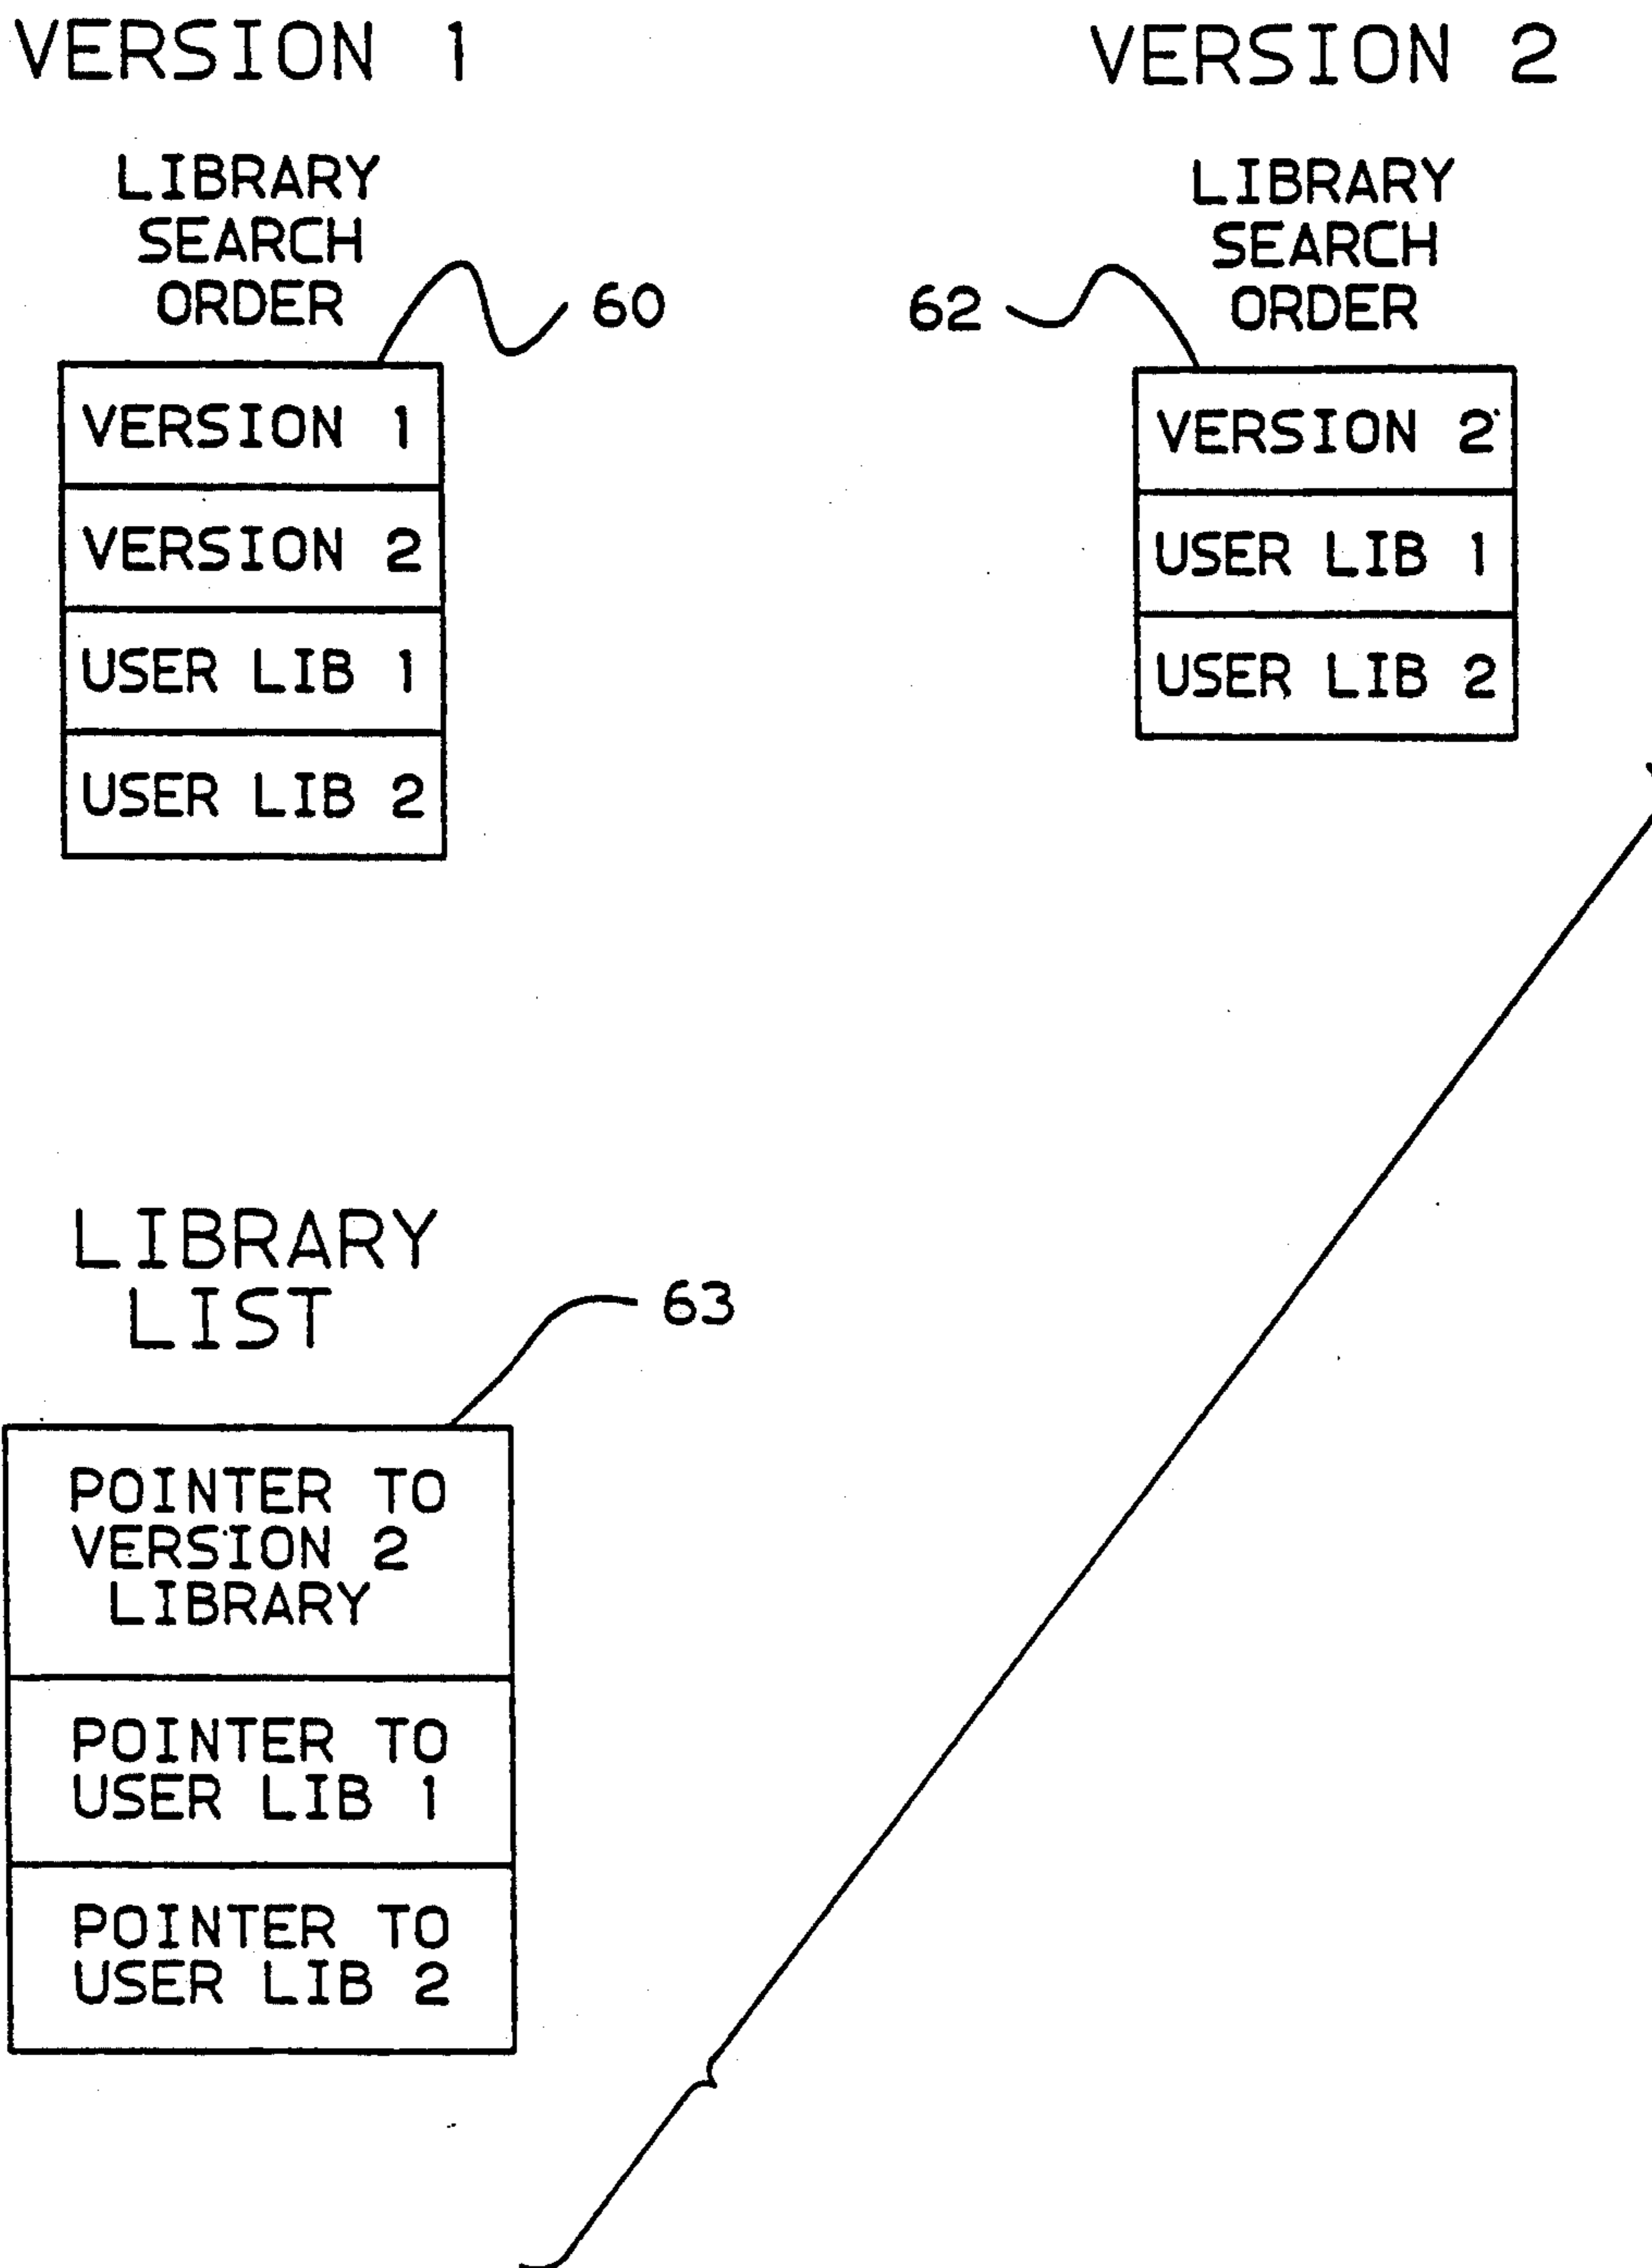 VERSION 1
LIBRARY
SEARCH
ORDER
60
VERSION 1
VERSION 2
USER LIB 1
USER LIB 2
VERSION 2
LIBRARY
SEARCH
ORDER
62
VERSION 2
USER LIB 1
USER LIB 2
LIBRARY
LIST
63
POINTER TO
VERSION 2
LIBRARY
POINTER TO
USER LIB 1
POINTER TO
USER LIB 2